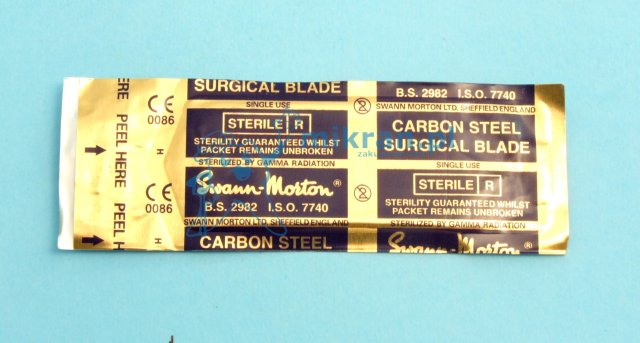 SURGICAL BLADE
SINGLE USE
STERILE R
STERILITY GUARANTEED WHILST
PACKET REMAINS UNBROKEN
STERILIZED BY GAMMA RADIATION
Swann-Morton®
B.S. 2982 I.S.O. 7740
SWANN MORTON LTD. SHEFFIELD ENGLAND
CARBON STEEL
B.S. 2982 I.S.O. 7740
SWANN MORTON LTD. SHEFFIELD ENGLAND
CARBON STEEL
SURGICAL BLADE
SINGLE USE
STERILE R
STERILITY GUARANTEED WHILST
PACKET REMAINS UNBROKEN
STERILIZED BY GAMMA RADIATION
Swann-Morton®
CE
0086
H
CE
0086
H
ERE
PEEL HERE
PEEL H
2
2